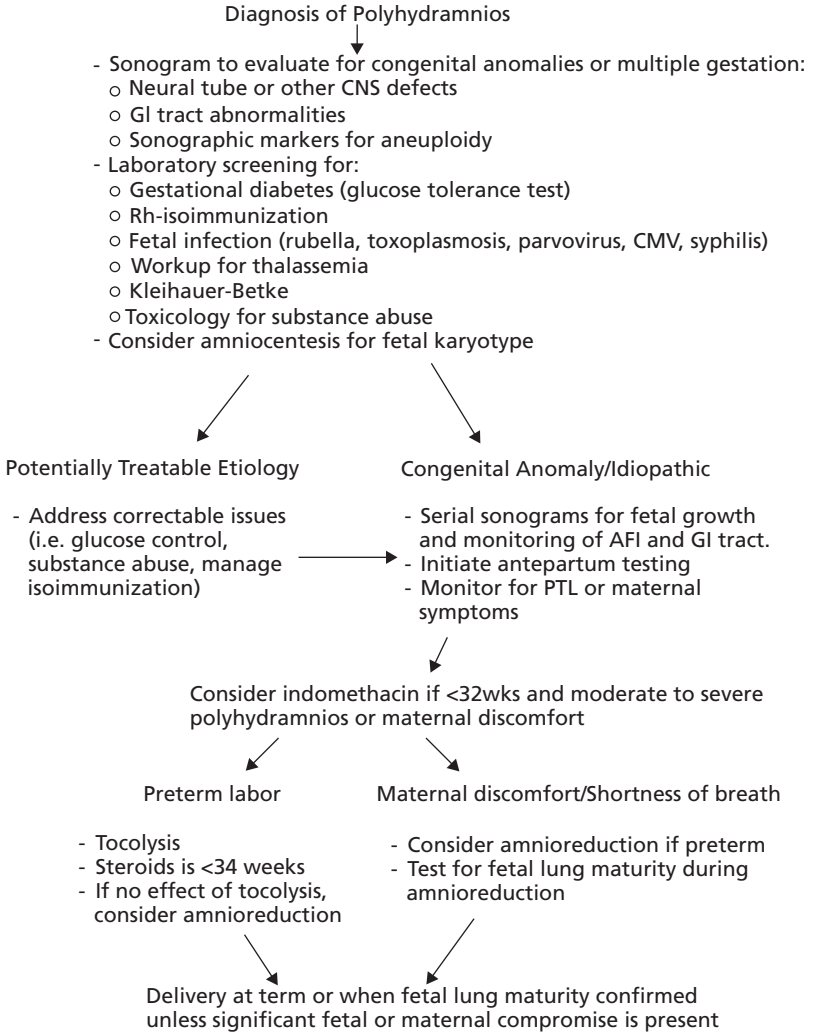 Diagnosis of Polyhydramnios
- Sonogram to evaluate for congenital anomalies or multiple gestation:
○ Neural tube or other CNS defects
○ GI tract abnormalities
○ Sonographic markers for aneuploidy
- Laboratory screening for:
○ Gestational diabetes (glucose tolerance test)
○ Rh-isoimmunization
○ Fetal infection (rubella, toxoplasmosis, parvovirus, CMV, syphilis)
○ Workup for thalassemia
○ Kleihauer-Betke
○ Toxicology for substance abuse
- Consider amniocentesis for fetal karyotype
Potentially Treatable Etiology
- Address correctable issues
(i.e. glucose control,
substance abuse, manage
isoimmunization)
Congenital Anomaly/Idiopathic
- Serial sonograms for fetal growth
and monitoring of AFI and GI tract.
- Initiate antepartum testing
- Monitor for PTL or maternal
symptoms
Consider indomethacin if <32wks and moderate to severe
polyhydramnios or maternal discomfort
Preterm labor
- Tocolysis
- Steroids is <34 weeks
- If no effect of tocolysis,
consider amnioreduction
Maternal discomfort/Shortness of breath
- Consider amnioreduction if preterm
- Test for fetal lung maturity during
amnioreduction
Delivery at term or when fetal lung maturity confirmed
unless significant fetal or maternal compromise is present